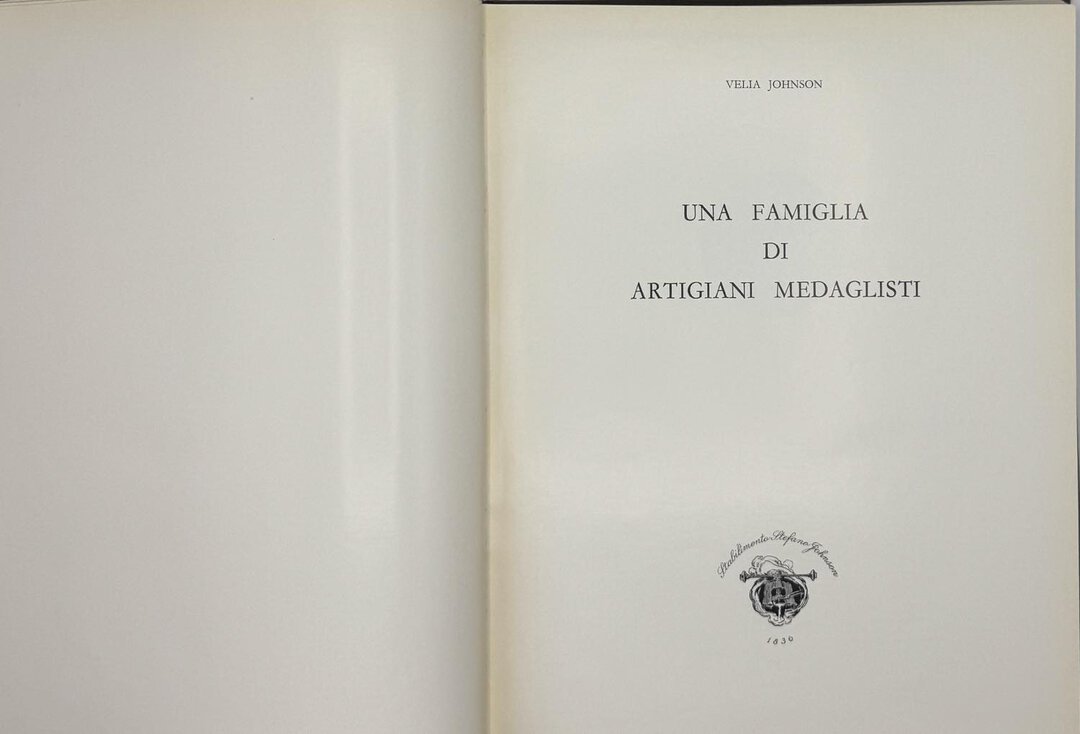 VELIA JOHNSON
UNA FAMIGLIA
DI
ARTIGIANI MEDAGLISTI
Stabilimento Stefano Johnson
1836